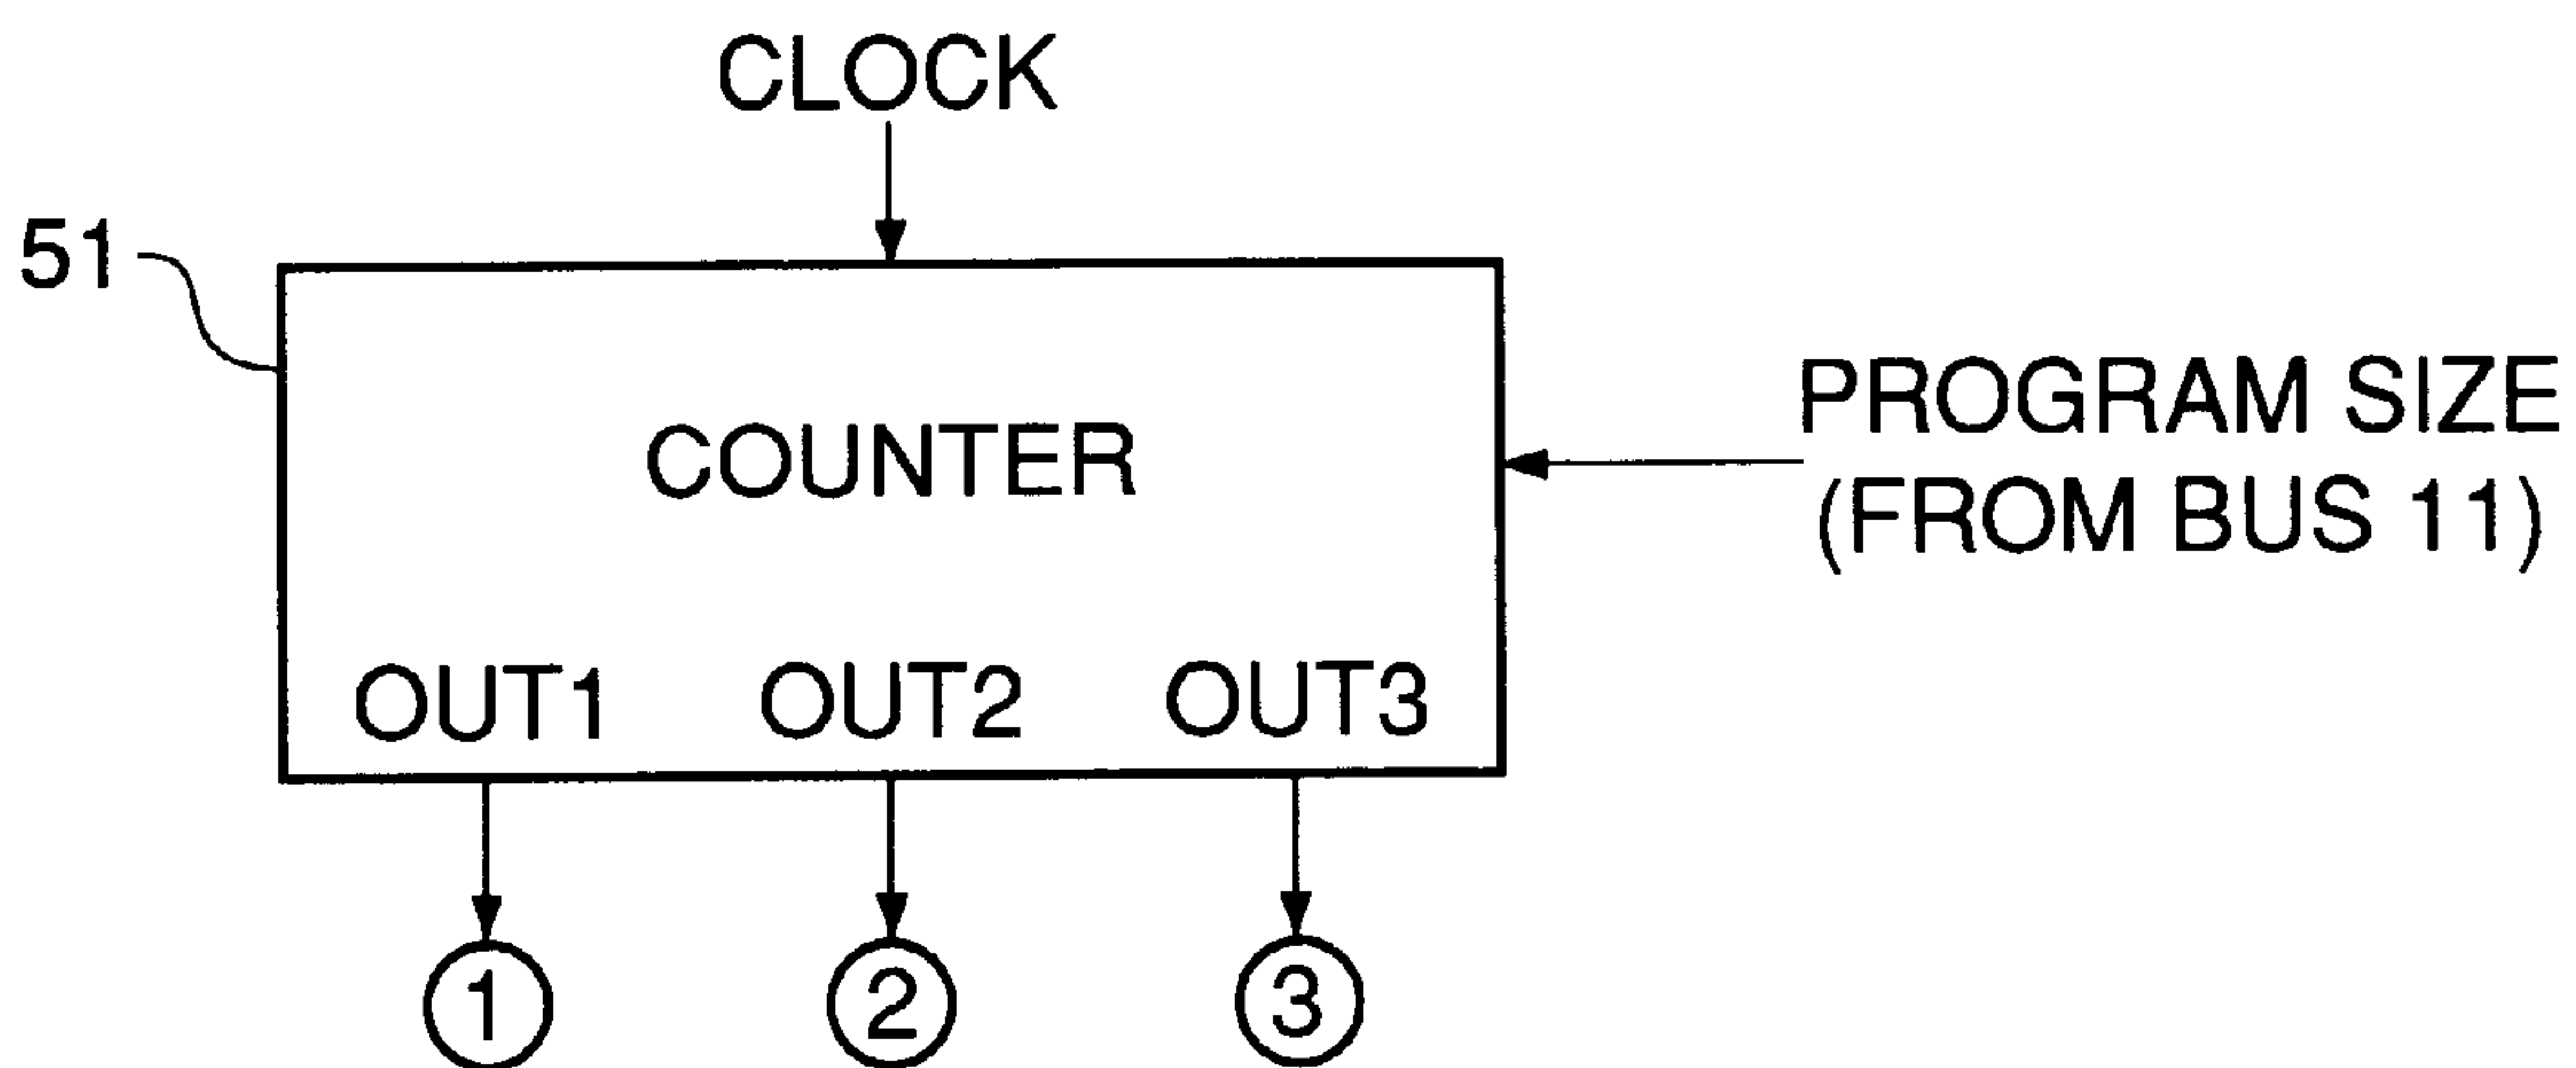 CLOCK
51
COUNTER
PROGRAM SIZE
(FROM BUS 11)
OUT1 OUT2 OUT3
1 2 3